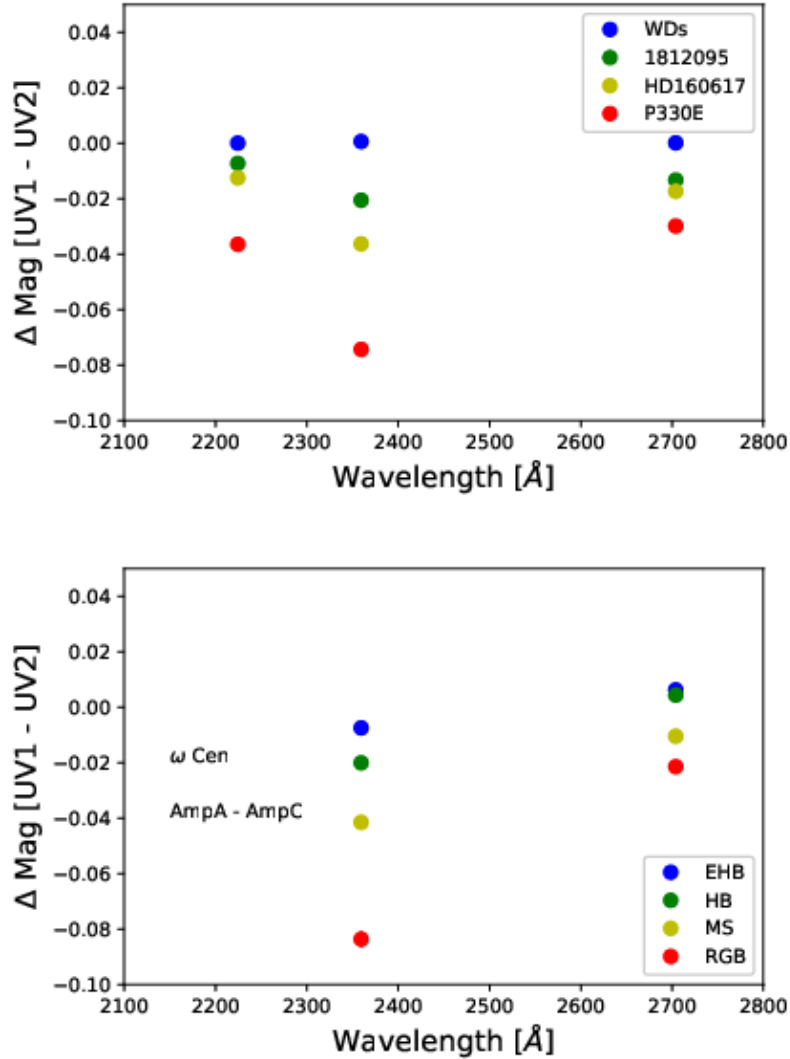 0.04
0.02
0.00
−0.02
−0.04
−0.06
−0.08
−0.10
Δ Mag [UV1 - UV2]
WDs
1812095
HD160617
P330E
2100 2200 2300 2400 2500 2600 2700 2800
Wavelength [Å]
0.04
0.02
0.00
−0.02
−0.04
−0.06
−0.08
−0.10
Δ Mag [UV1 - UV2]
ω Cen
AmpA - AmpC
EHB
HB
MS
RGB
2100 2200 2300 2400 2500 2600 2700 2800
Wavelength [Å]